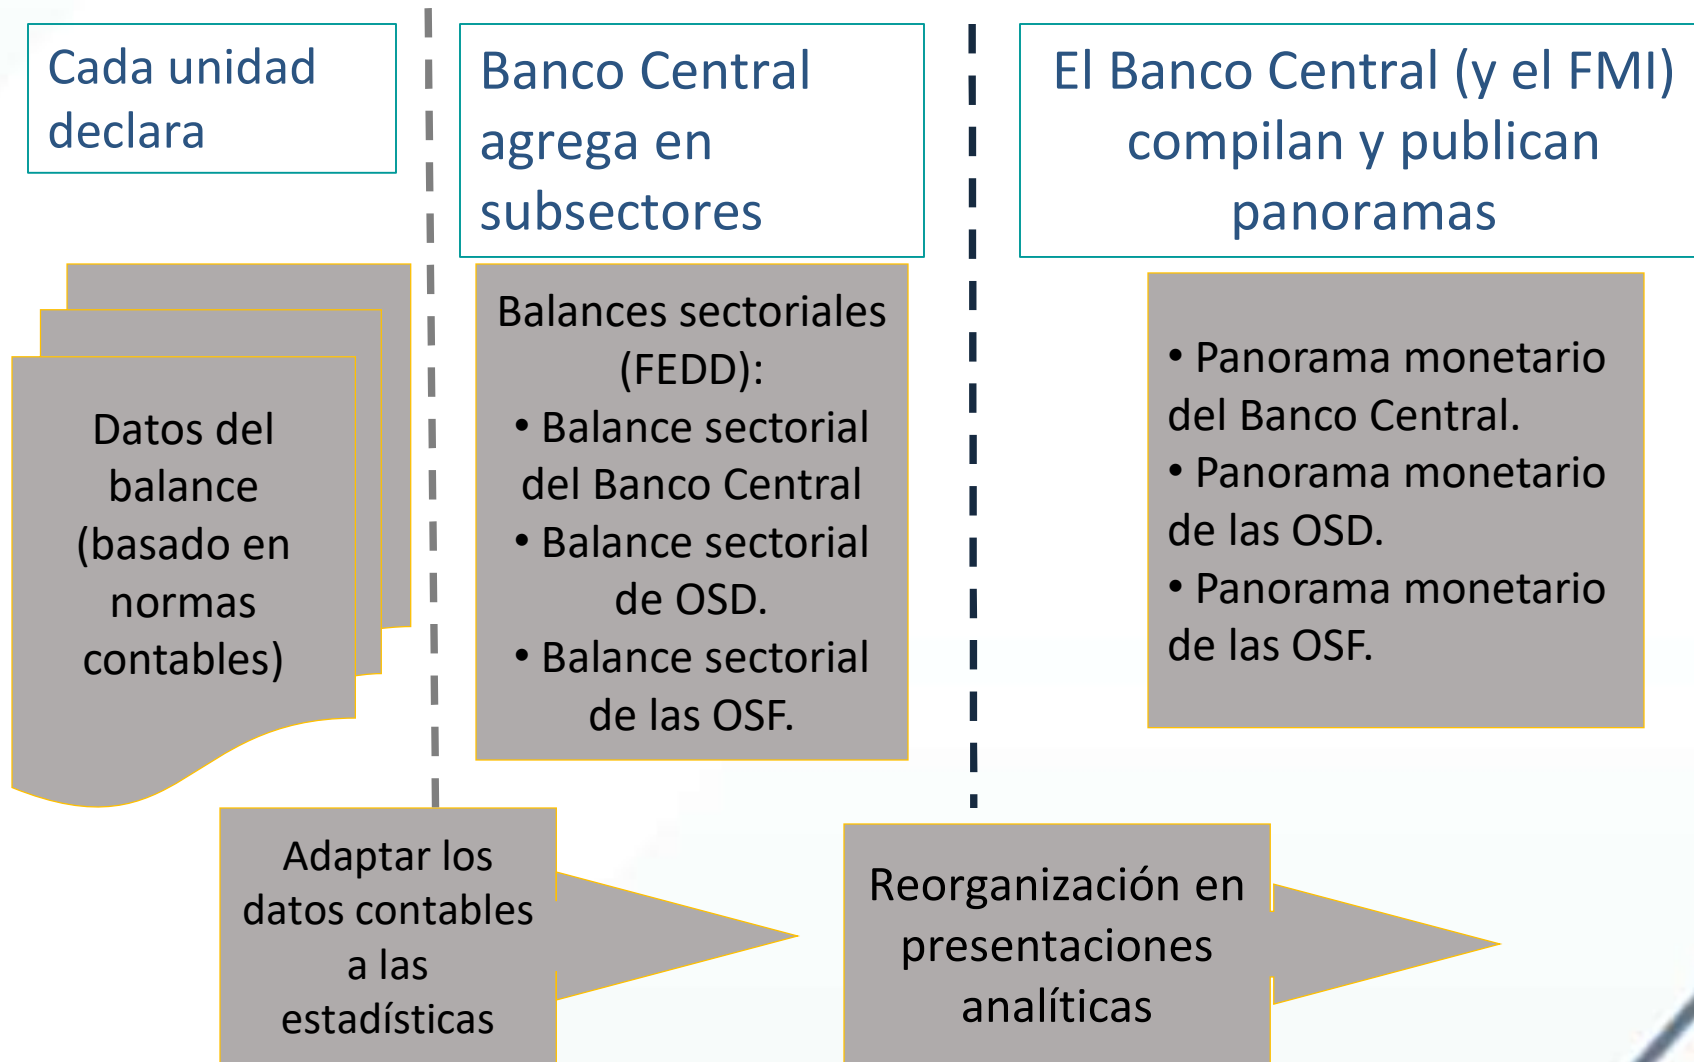 Cada unidad
declara
Banco Central
agrega en
subsectores
El Banco Central (y el FMI)
compilan y publican
panoramas
Datos del
balance
(basado en
normas
contables)
Balances sectoriales
(FEDD):
• Balance sectorial
del Banco Central
• Balance sectorial
de OSD.
• Balance sectorial
de las OSF.
• Panorama monetario
del Banco Central.
• Panorama monetario
de las OSD.
• Panorama monetario
de las OSF.
Adaptar los
datos contables
a las
estadísticas
Reorganización en
presentaciones
analíticas